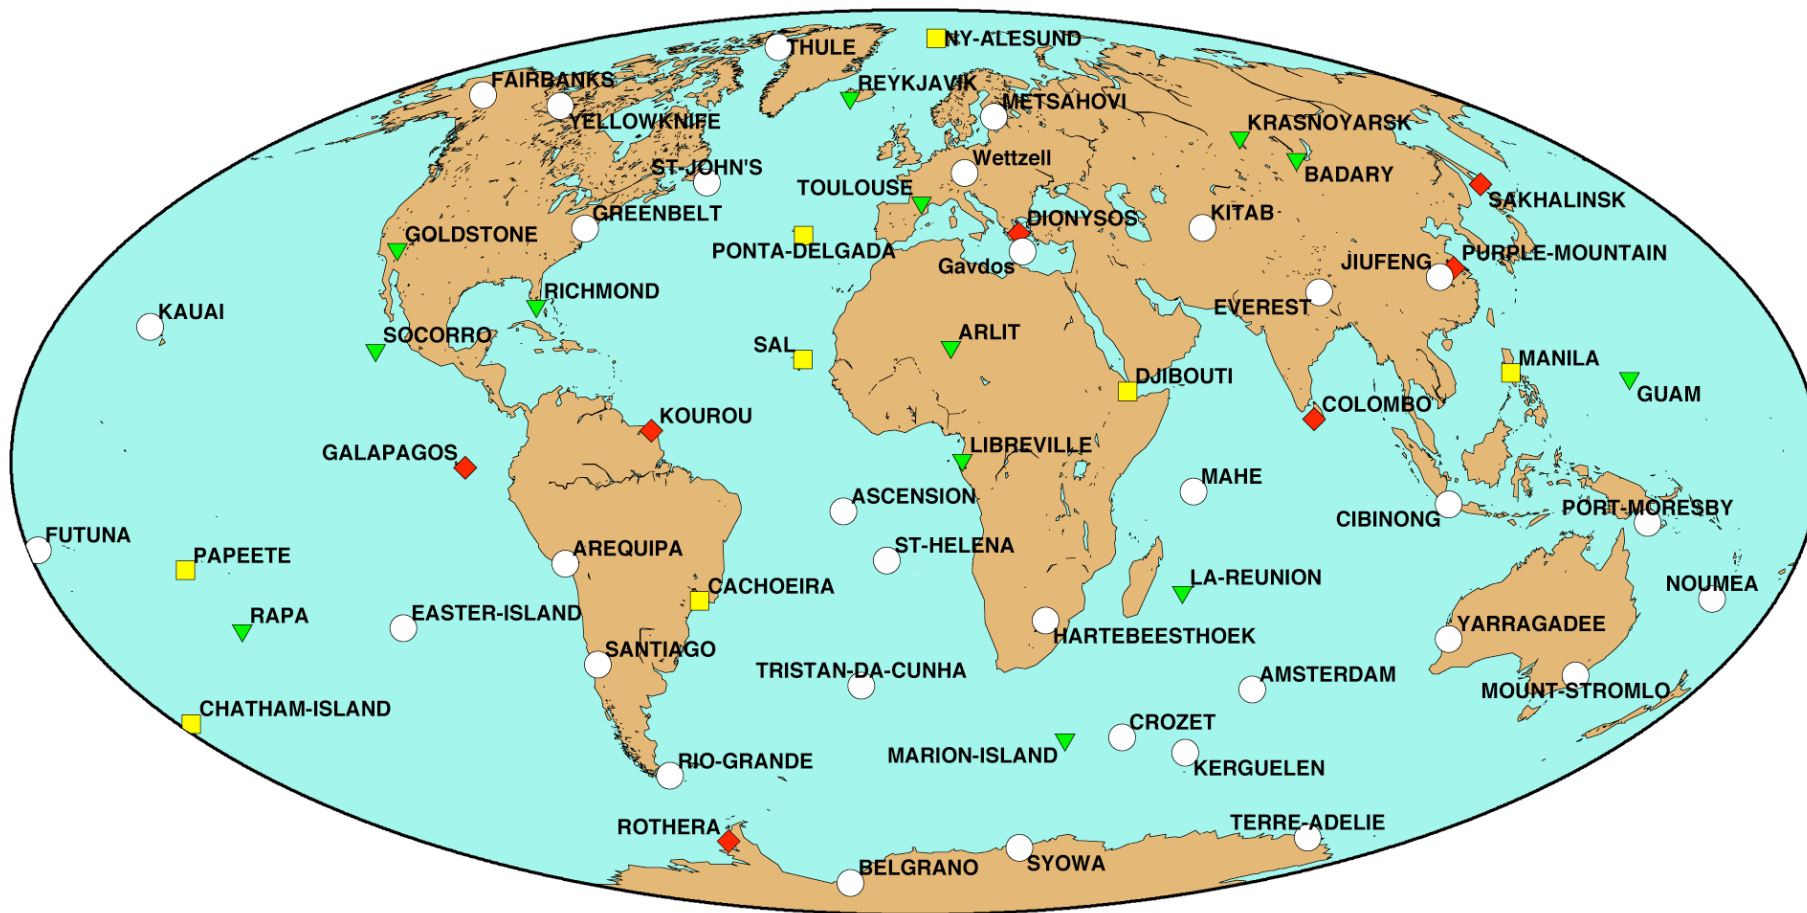 THULE
NY-ALESUND
FAIRBANKS
REYKJAVIK
METSAHOVI
YELLOWKNIFE
KRASNOYARSK
ST-JOHN'S
Wettzell
BADARY
TOULOUSE
SAKHALINSK
GREENBELT
DIONYSOS
KITAB
GOLDSTONE
PONTA-DELGADA
PURPLE-MOUNTAIN
Gavdos
JIUFENG
RICHMOND
EVEREST
KAUAI
SOCORRO
ARLIT
SAL
MANILA
DJIBOUTI
GUAM
COLOMBO
KOUROU
LIBREVILLE
GALAPAGOS
MAHE
ASCENSION
PORT-MORESBY
CIBINONG
FUTUNA
ST-HELENA
AREQUIPA
PAPEETE
LA-REUNION
NOUMEA
CACHOEIRA
EASTER-ISLAND
RAPA
YARRAGADEE
HARTEBEESTHOEK
SANTIAGO
TRISTAN-DA-CUNHA
AMSTERDAM
MOUNT-STROMLO
CHATHAM-ISLAND
CROZET
MARION-ISLAND
RIO-GRANDE
KERGUELEN
TERRE-ADELIE
ROTHERA
SYOWA
BELGRANO